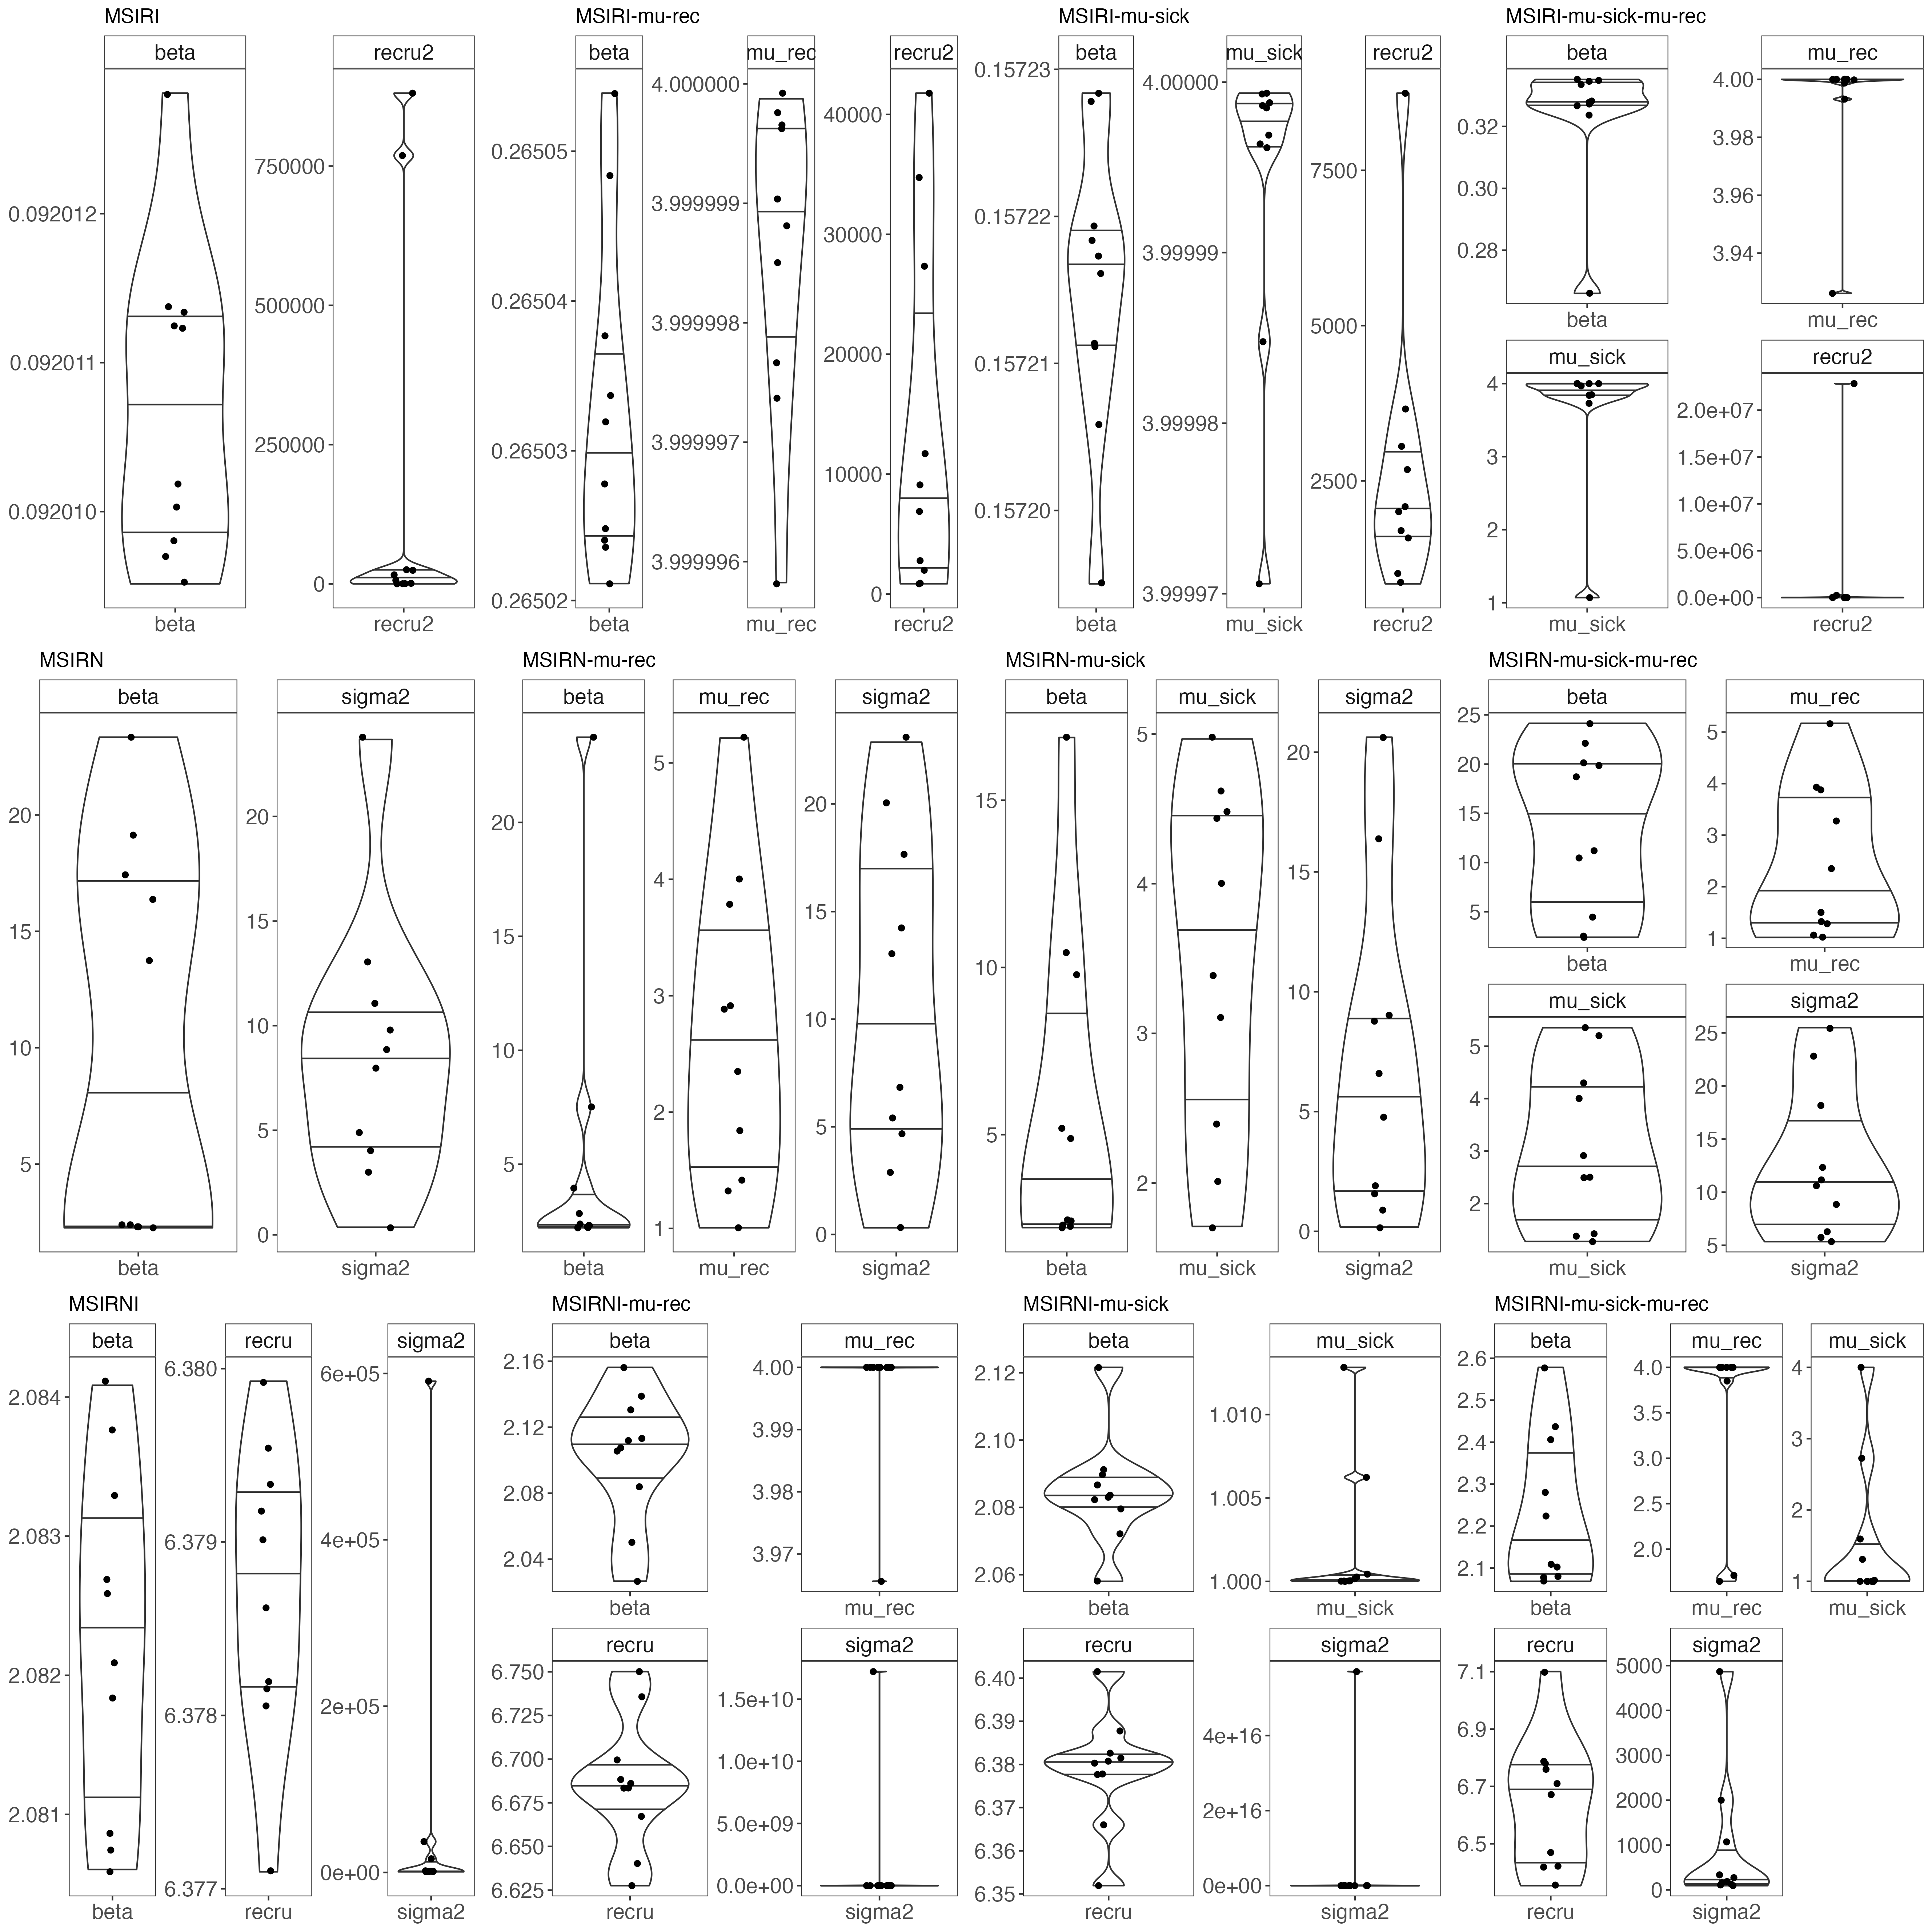 MSIRI
beta
recru2
0.092012
0.092011
0.092010
750000
500000
250000
0
beta
recru2
MSIRI-mu-rec
beta
mu_rec
recru2
0.26505
0.26504
0.26503
0.26502
4.000000
3.999999
3.999998
3.999997
3.999996
40000
30000
20000
10000
0
beta
mu_rec
recru2
MSIRI-mu-sick
beta
mu_sick
recru2
0.15723
0.15722
0.15721
0.15720
4.00000
3.99999
3.99998
3.99997
7500
5000
2500
beta
mu_sick
recru2
MSIRI-mu-sick-mu-rec
beta
mu_rec
0.32
0.30
0.28
4.00
3.98
3.96
3.94
beta
mu_rec
mu_sick
recru2
4
3
2
1
2.0e+07
1.5e+07
1.0e+07
5.0e+06
0.0e+00
mu_sick
recru2
MSIRN
beta
sigma2
20
15
10
5
20
15
10
5
0
beta
sigma2
MSIRN-mu-rec
beta
mu_rec
sigma2
20
15
10
5
5
4
3
2
1
20
15
10
5
0
beta
mu_rec
sigma2
MSIRN-mu-sick
beta
mu_sick
sigma2
15
10
5
5
4
3
2
20
15
10
5
0
beta
mu_sick
sigma2
MSIRN-mu-sick-mu-rec
beta
mu_rec
25
20
15
10
5
5
4
3
2
1
beta
mu_rec
mu_sick
sigma2
5
4
3
2
25
20
15
10
5
mu_sick
sigma2
MSIRNI
beta
recru
sigma2
2.084
2.083
2.082
2.081
6.380
6.379
6.378
6.377
6e+05
4e+05
2e+05
0e+00
beta
recru
sigma2
MSIRNI-mu-rec
beta
mu_rec
2.16
2.12
2.08
2.04
4.00
3.99
3.98
3.97
beta
mu_rec
recru
sigma2
6.750
6.725
6.700
6.675
6.650
6.625
1.5e+10
1.0e+10
5.0e+09
0.0e+00
recru
sigma2
MSIRNI-mu-sick
beta
mu_sick
2.12
2.10
2.08
2.06
1.010
1.005
1.000
beta
mu_sick
recru
sigma2
6.40
6.39
6.38
6.37
6.36
6.35
4e+16
2e+16
0e+00
recru
sigma2
MSIRNI-mu-sick-mu-rec
beta
mu_rec
mu_sick
2.6
2.5
2.4
2.3
2.2
2.1
4.0
3.5
3.0
2.5
2.0
4
3
2
1
beta
mu_rec
mu_sick
recru
sigma2
7.1
6.9
6.7
6.5
5000
4000
3000
2000
1000
0
recru
sigma2